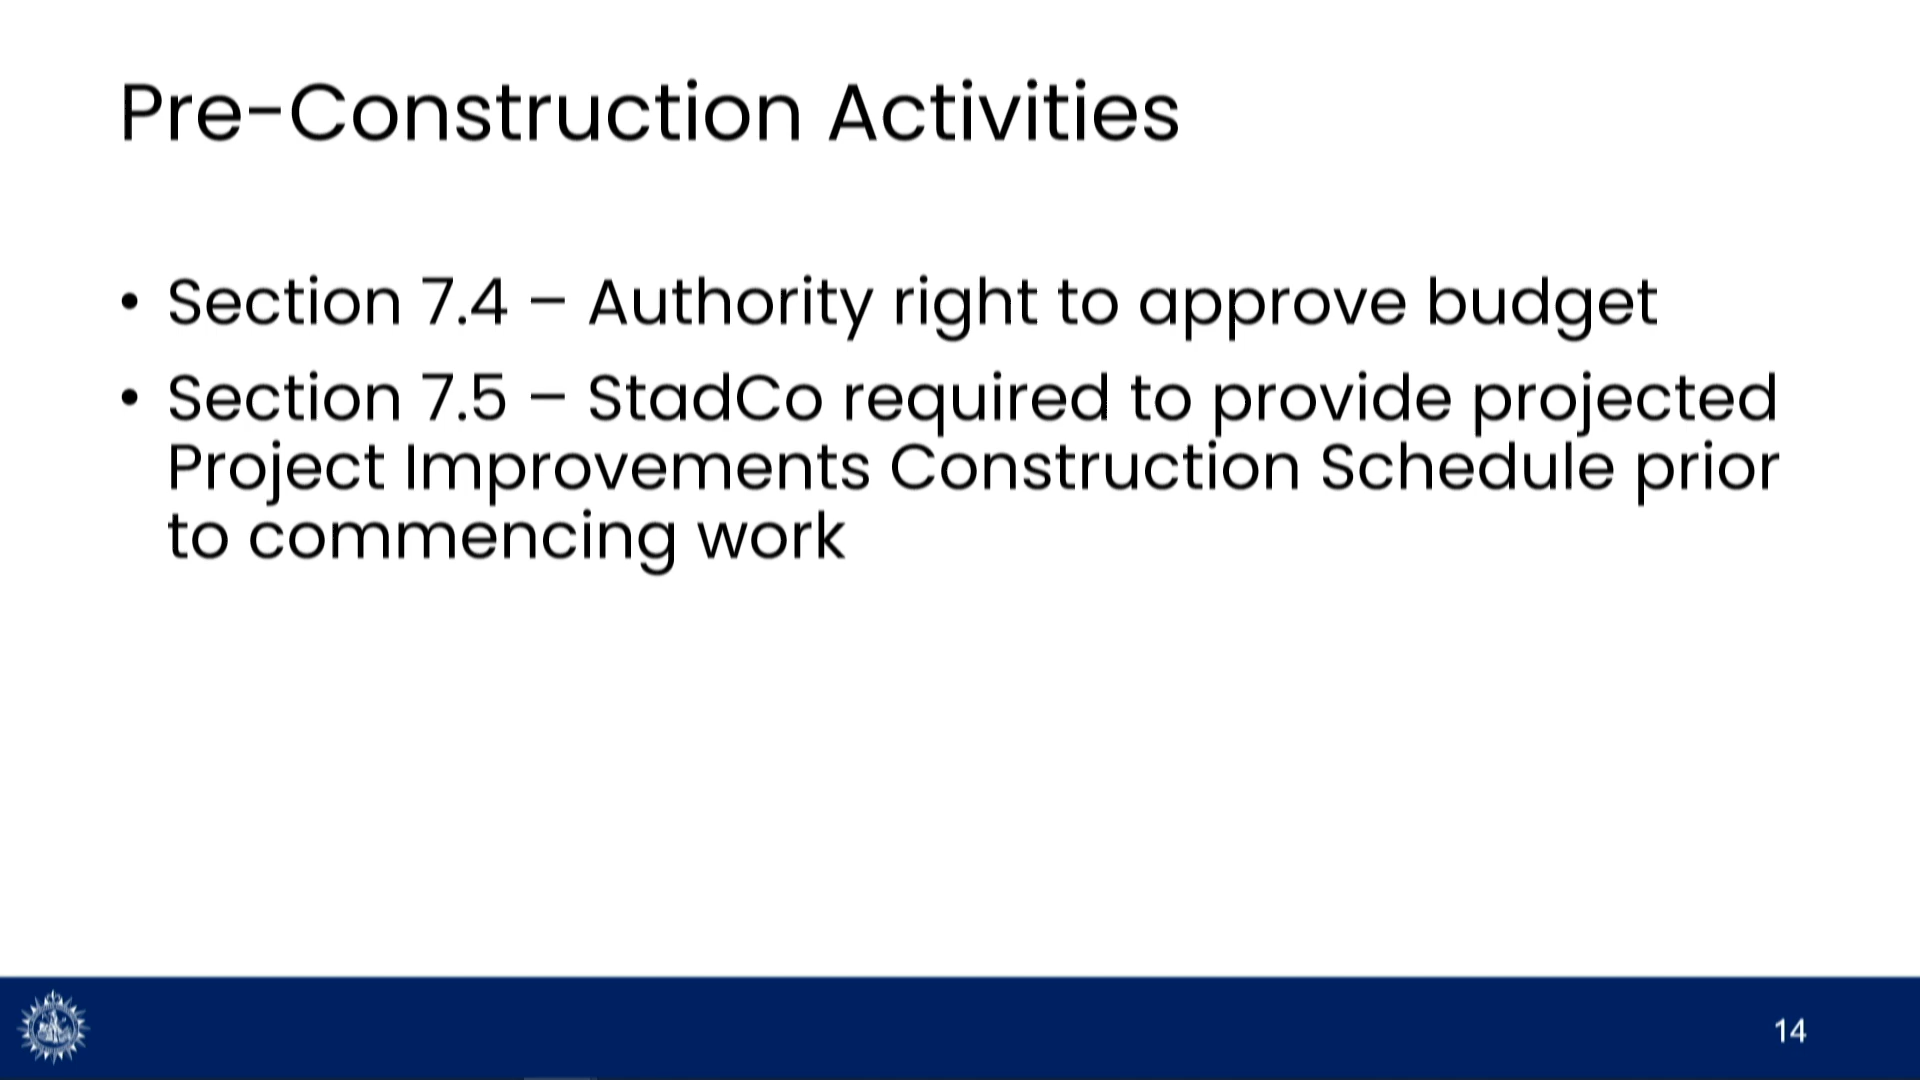 Pre-Construction Activities
• Section 7.4 – Authority right to approve budget
• Section 7.5 – StadCo required to provide projected
Project Improvements Construction Schedule prior
to commencing work
14